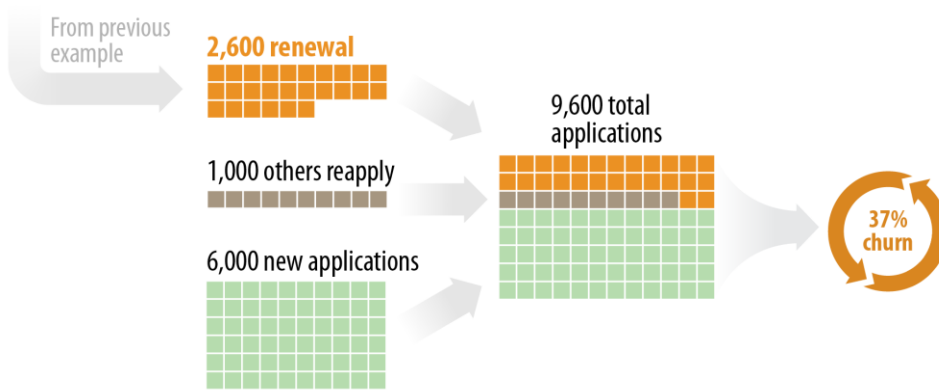 From previous
example
2,600 renewal
9,600 total
applications
1,000 others reapply
37%
churn
6,000 new applications